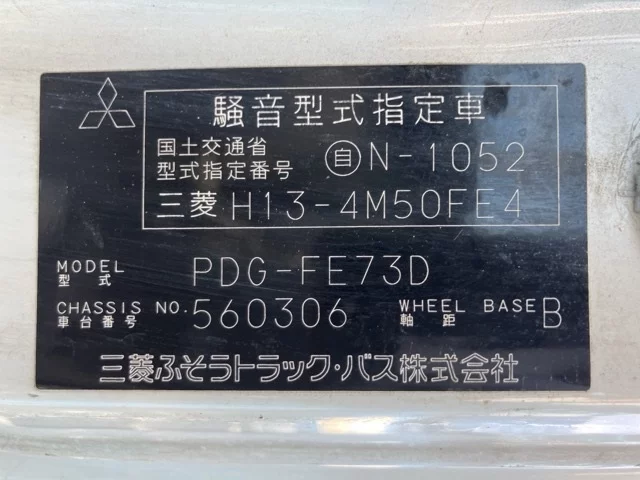 騒音型式指定車
国土交通省
型式指定番号 自 N-1052
三菱 H13-4M50FE4
MODEL
型式 PDG-FE73D
CHASSIS NO.
車台番号 560306 WHEEL BASE
軸距 B
三菱ふそうトラック・バス株式会社